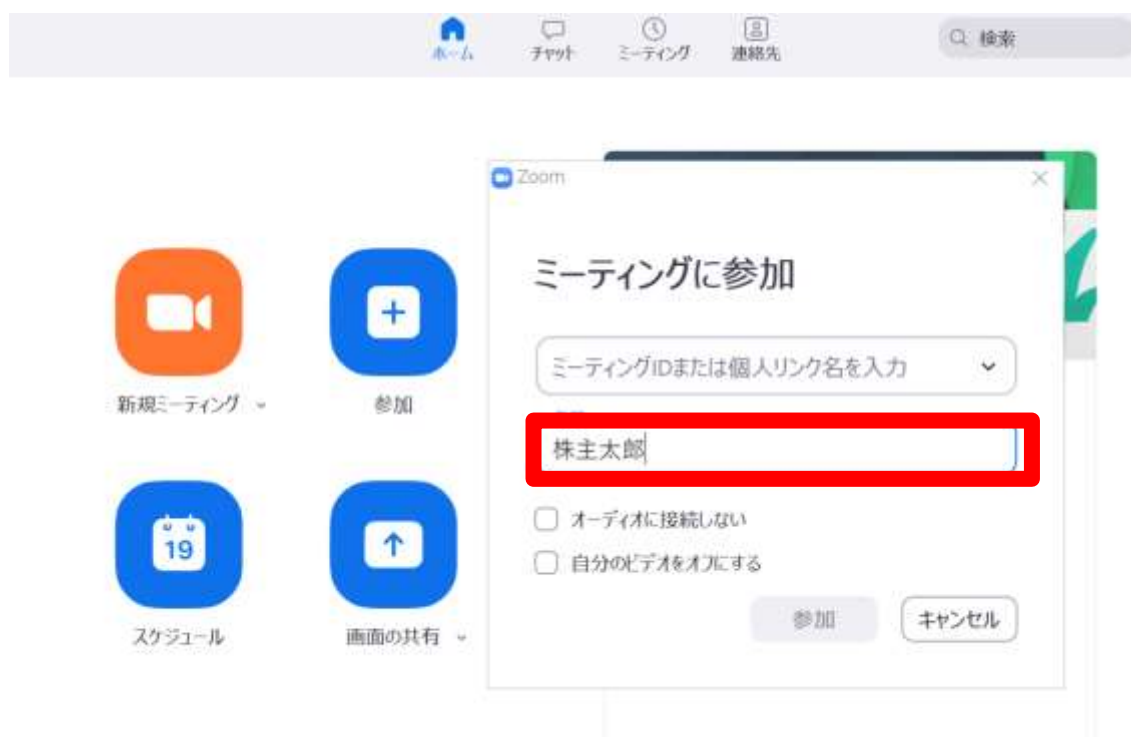 ホーム
チャット
ミーティング
連絡先
検索
Zoom
ミーティングに参加
ミーティングIDまたは個人リンク名を入力
株主太郎
オーディオに接続しない
自分のビデオをオフにする
参加
キャンセル
新規ミーティング
参加
19
スケジュール
画面の共有